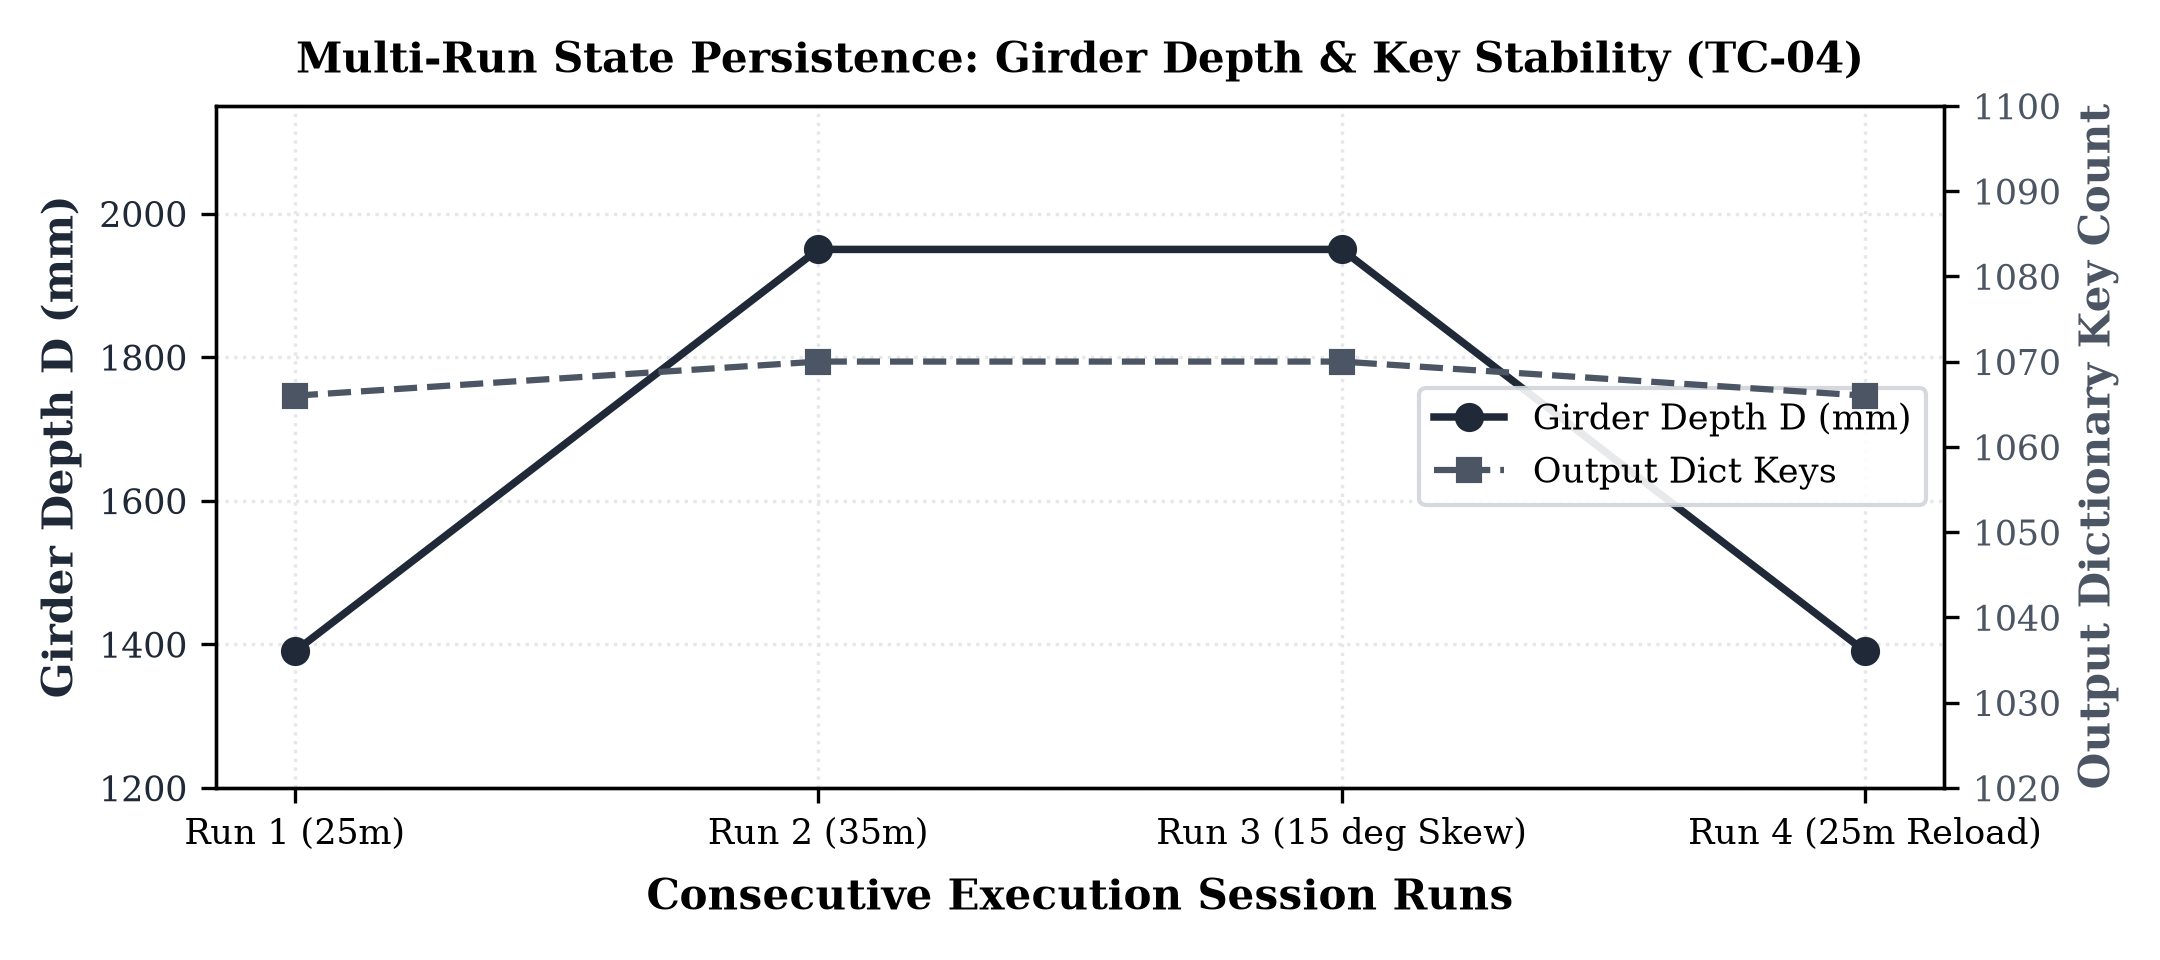 Multi-Run State Persistence: Girder Depth & Key Stability (TC-04)
Girder Depth D (mm)
2000
1800
1600
1400
1200
1100
1090
1080
1070
1060
1050
1040
1030
1020
Output Dictionary Key Count
Girder Depth D (mm)
Output Dict Keys
Run 1 (25m)
Run 2 (35m)
Run 3 (15 deg Skew)
Run 4 (25m Reload)
Consecutive Execution Session Runs